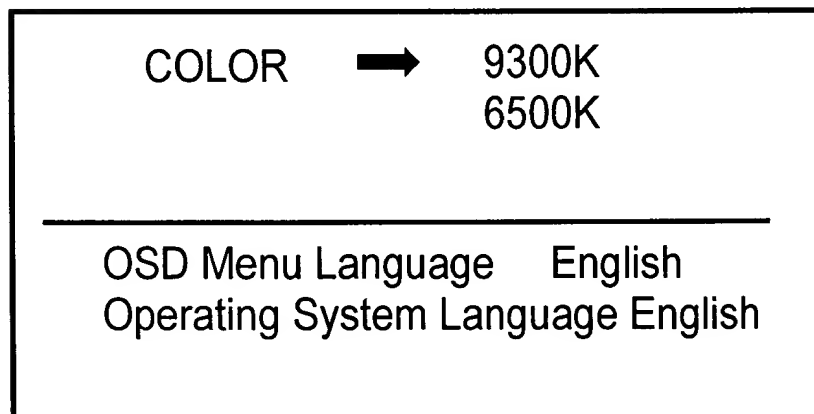 COLOR ➡ 9300K
6500K
OSD Menu Language English
Operating System Language English